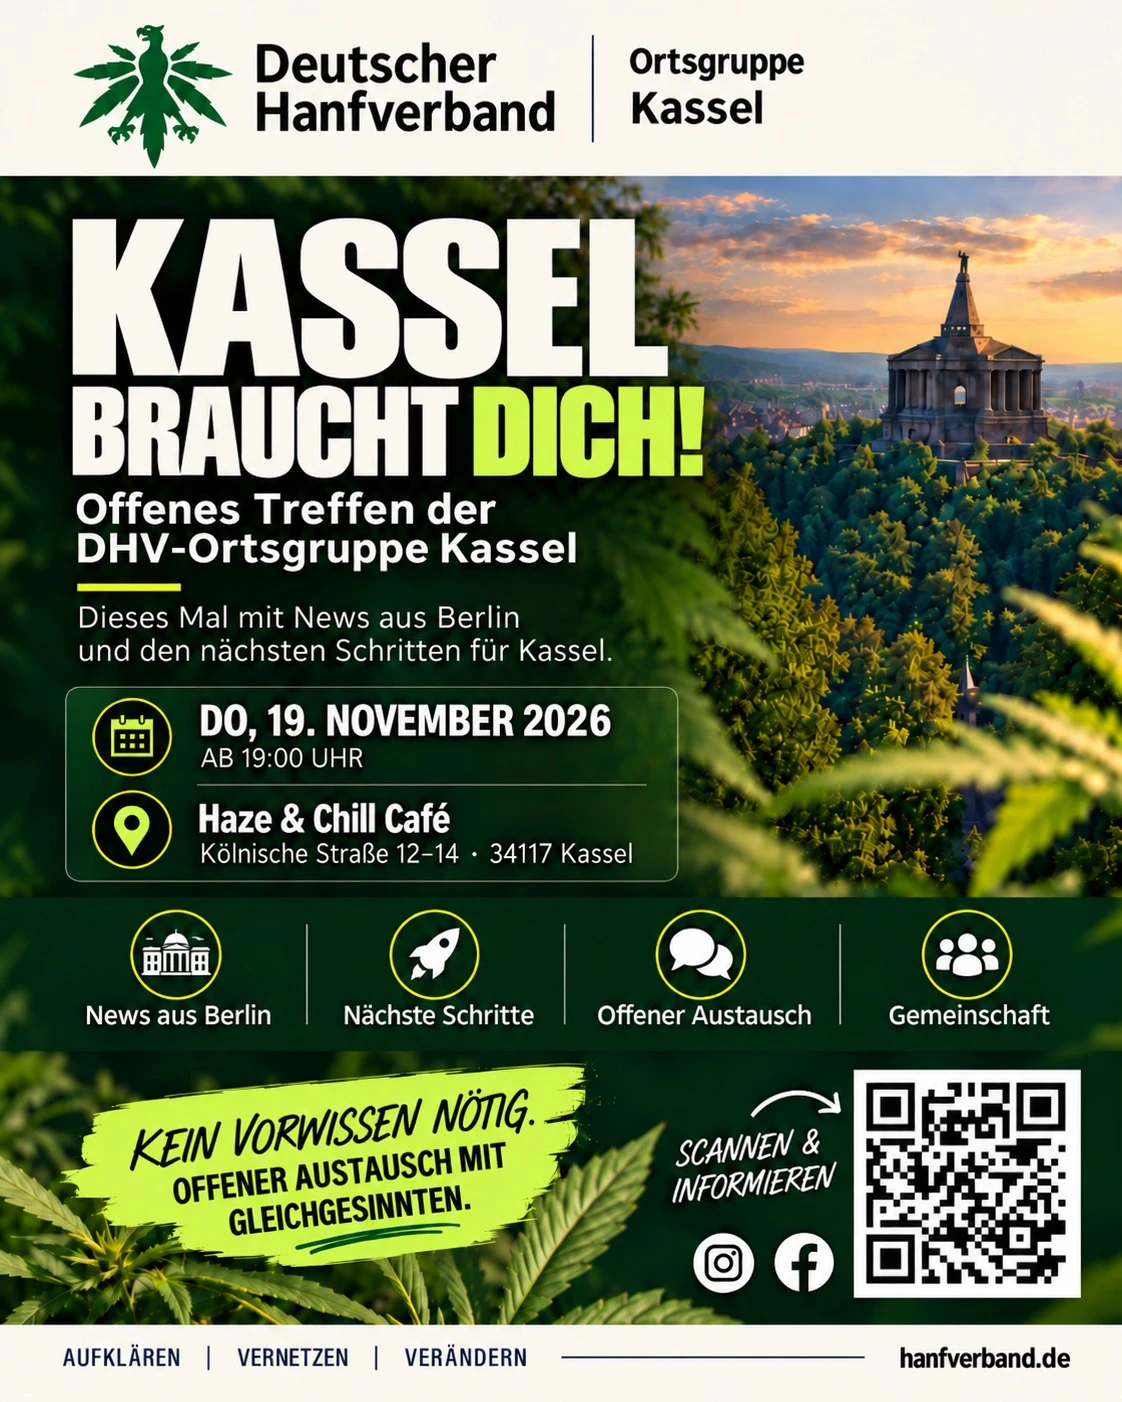 Deutscher
Hanfverband
Ortsgruppe
Kassel
KASSEL
BRAUCHT DICH!
Offenes Treffen der
DHV-Ortsgruppe Kassel
Dieses Mal mit News aus Berlin
und den nächsten Schritten für Kassel.
DO, 19. NOVEMBER 2026
AB 19:00 UHR
Haze & Chill Café
Kölnische Straße 12–14 · 34117 Kassel
News aus Berlin
Nächste Schritte
Offener Austausch
Gemeinschaft
KEIN VORWISSEN NÖTIG.
OFFENER AUSTAUSCH MIT
GLEICHGESINNTEN.
SCANNEN &
INFORMIEREN
AUFKLÄREN | VERNETZEN | VERÄNDERN
hanfverband.de